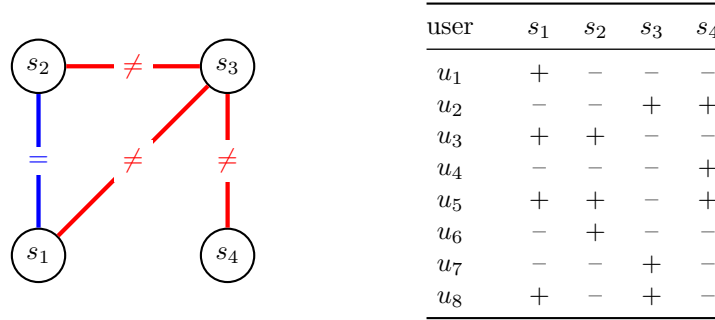 s₂ ≠ s₃
= ≠ ≠
s₁ s₄
user s₁ s₂ s₃ s₄
u₁ + – – –
u₂ – – + +
u₃ + + – –
u₄ – – – +
u₅ + + – +
u₆ – + – –
u₇ – – + –
u₈ + – + –